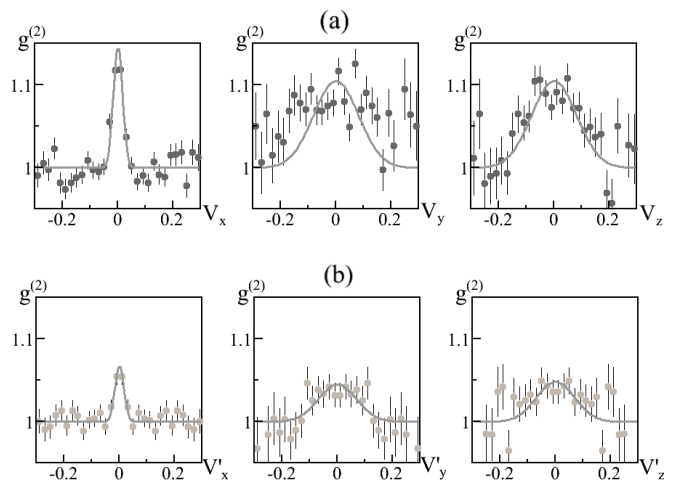 (a)
g(2) g(2) g(2)
1.1 1.1 1.1
1 1 1
-0.2 0 0.2 Vx -0.2 0 0.2 Vy -0.2 0 0.2 Vz
(b)
g(2) g(2) g(2)
1.1 1.1 1.1
1 1 1
-0.2 0 0.2 V'x -0.2 0 0.2 V'y -0.2 0 0.2 V'z